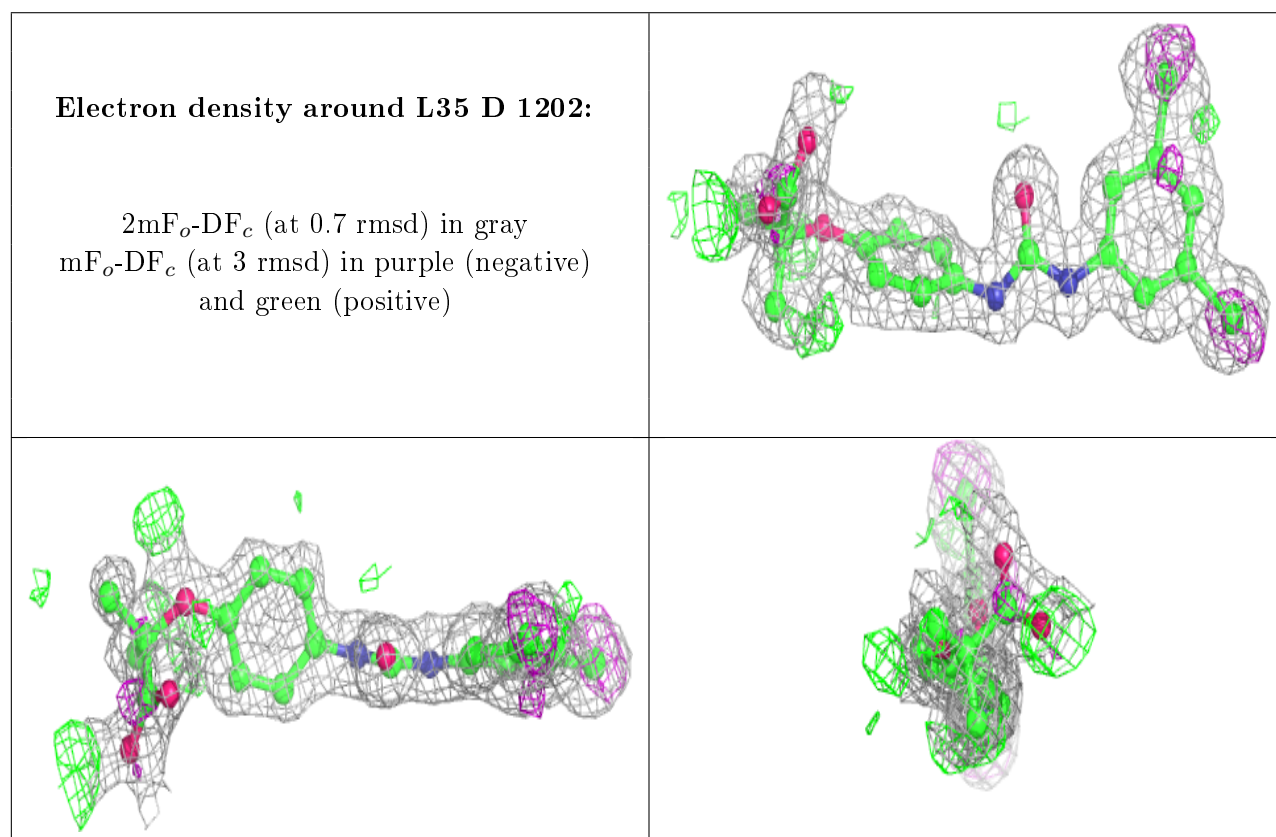 Electron density around L35 D 1202:
2mFo-DFc (at 0.7 rmsd) in gray
mFo-DFc (at 3 rmsd) in purple (negative)
and green (positive)